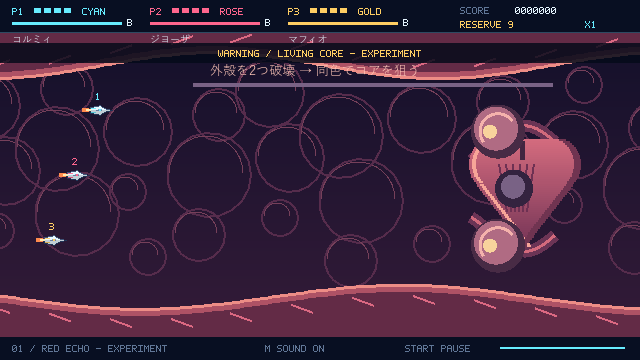 P1 CYAN
B
P2 ROSE
B
P3 GOLD
B
SCORE 0000000
RESERVE 9 X1
コルミィ
ジョーザ
マフィオ
WARNING / LIVING CORE - EXPERIMENT
外殻を2つ破壊 → 同色でコアを狙う
1
2
3
01 / RED ECHO - EXPERIMENT
M SOUND ON
START PAUSE